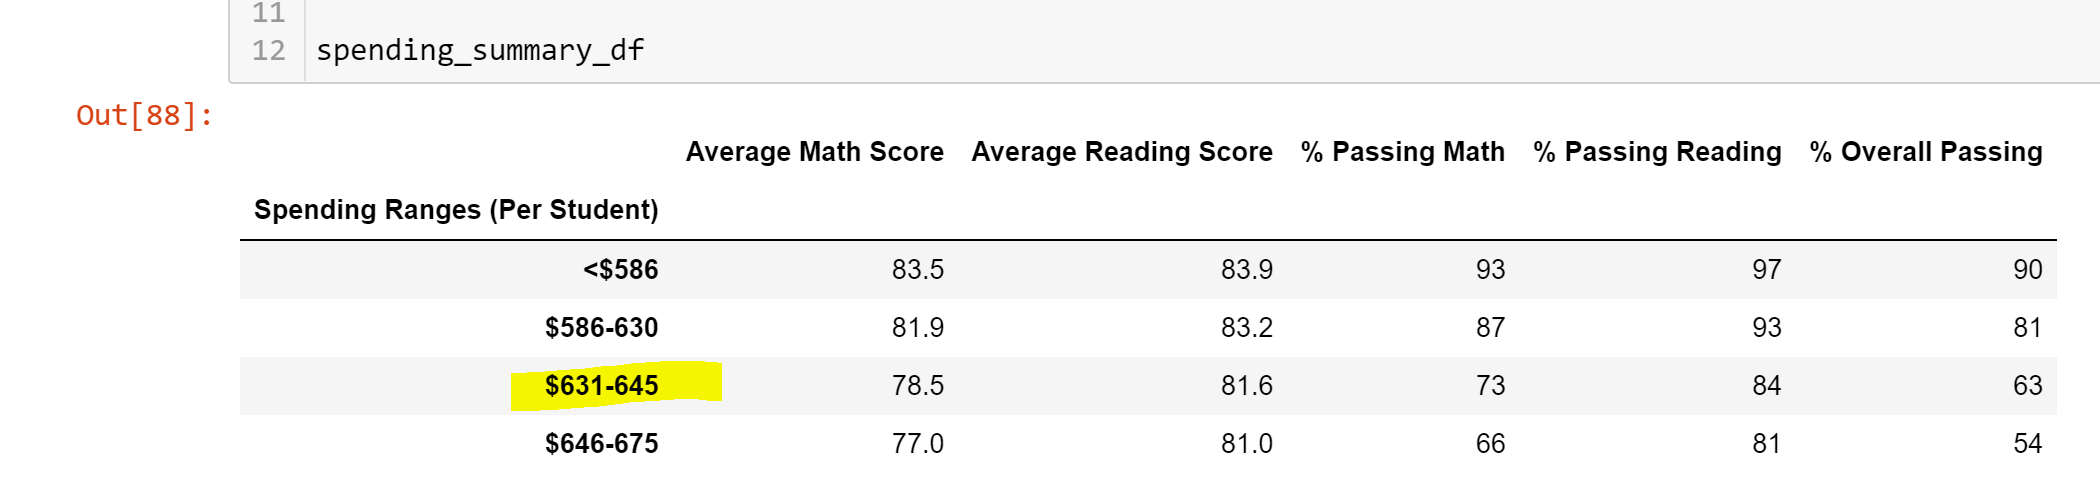 11
12 spending_summary_df
Out[88]:
Average Math Score Average Reading Score % Passing Math % Passing Reading % Overall Passing
Spending Ranges (Per Student)
<$586 83.5 83.9 93 97 90
$586-630 81.9 83.2 87 93 81
$631-645 78.5 81.6 73 84 63
$646-675 77.0 81.0 66 81 54